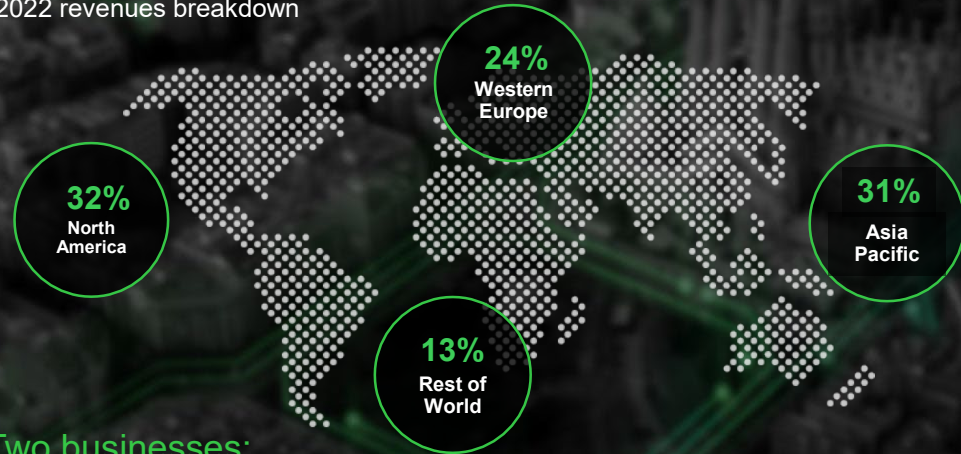 2022 revenues breakdown
24%
Western
Europe
32%
North
America
31%
Asia
Pacific
13%
Rest of
World
Two businesses: